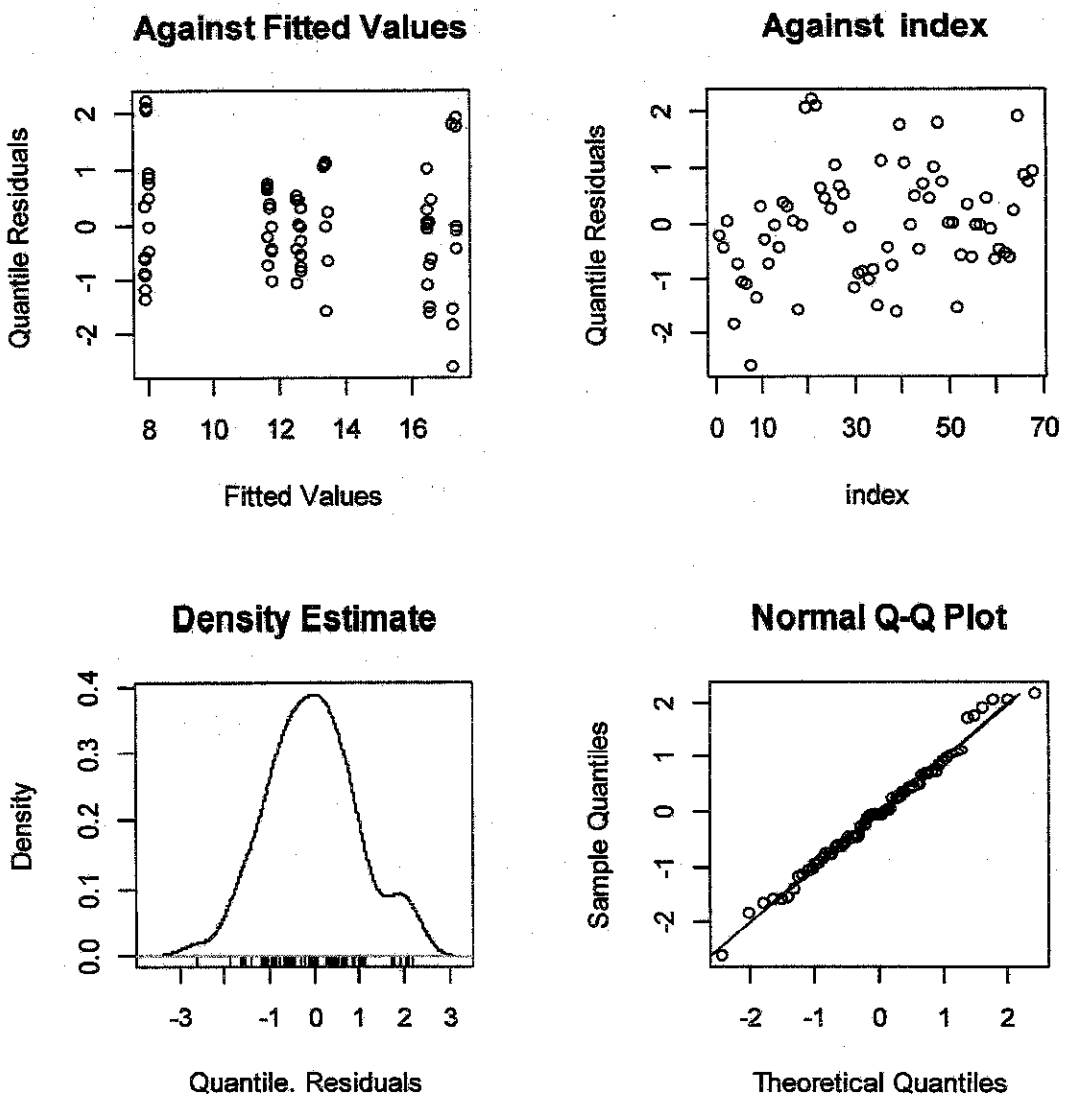 Against Fitted Values
Quantile Residuals
2
1
0
-1
-2
8 10 12 14 16
Fitted Values
Against index
Quantile Residuals
2
1
0
-1
-2
0 10 30 50 70
index
Density Estimate
Density
0.4
0.3
0.2
0.1
0.0
-3 -1 0 1 2 3
Quantile. Residuals
Normal Q-Q Plot
Sample Quantiles
2
1
0
-1
-2
-2 -1 0 1 2
Theoretical Quantiles